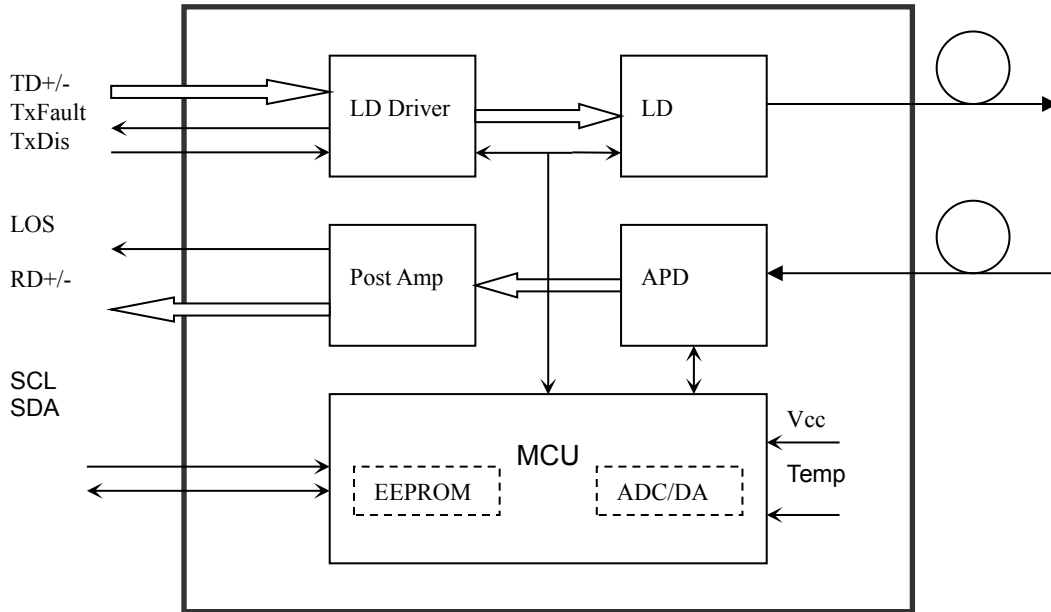 TD+/-
TxFault
TxDis
LD Driver
LD
LOS
RD+/-
Post Amp
APD
SCL
SDA
MCU
EEPROM
ADC/DA
Vcc
Temp